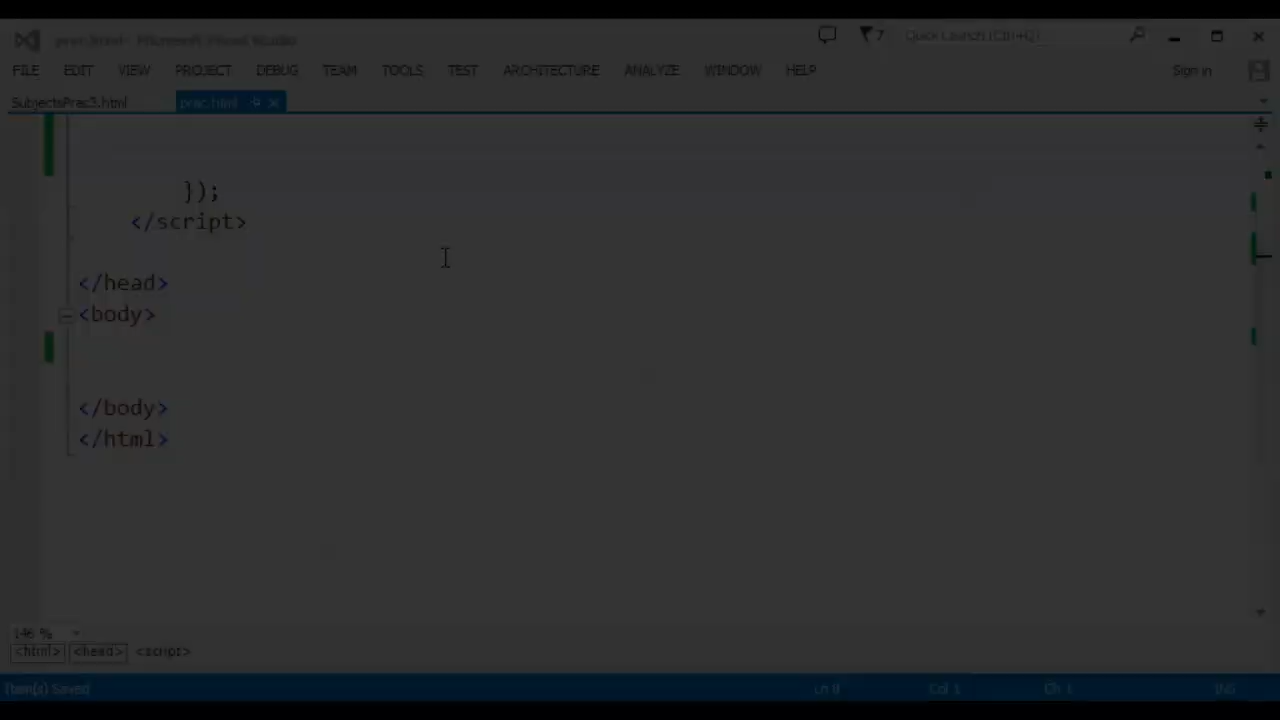 prac.html - Microsoft Visual Studio
7
Quick Launch (Ctrl+Q)
FILE EDIT VIEW PROJECT DEBUG TEAM TOOLS TEST ARCHITECTURE ANALYZE WINDOW HELP
Sign in
SubjectsPrac3.html
prac.html
});
</script>
</head>
<body>
</body>
</html>
146 %
<html> <head> <script>
Item(s) Saved
Col 1
Ch 1
INS